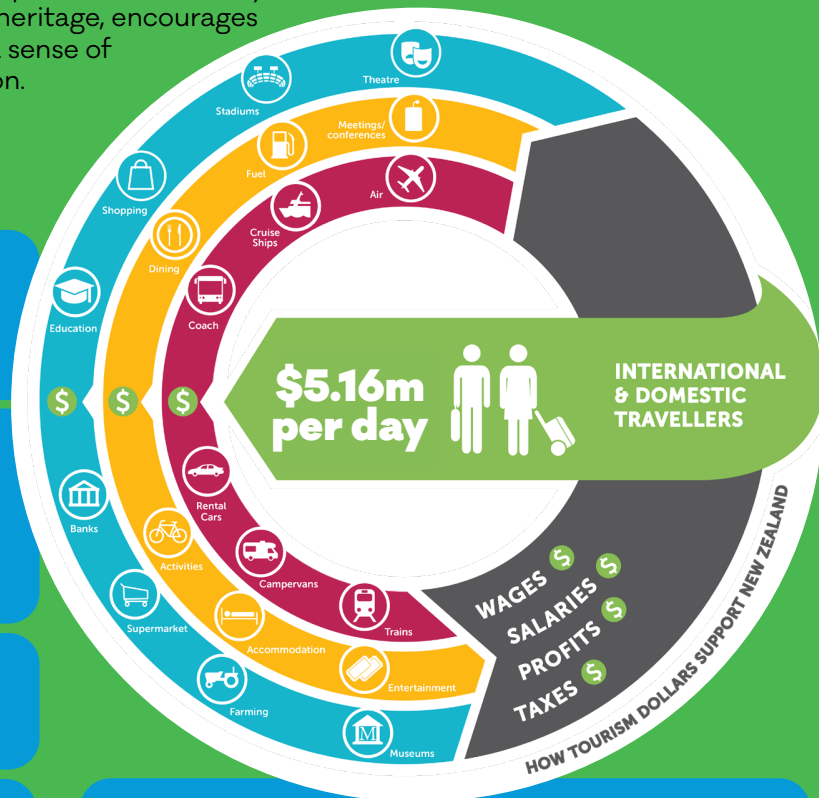 heritage, encourages
sense of
on.
Theatre
Stadiums
Meetings/
conferences
Fuel
Air
Shopping
Cruise
Ships
Dining
Coach
Education
$ $ $
$5.16m
per day
INTERNATIONAL
& DOMESTIC
TRAVELLERS
Rental
Cars
Banks
Activities
Campervans
Supermarket
Trains
Accommodation
Farming
Entertainment
M
Museums
WAGES $
SALARIES $
PROFITS $
TAXES $
HOW TOURISM DOLLARS SUPPORT NEW ZEALAND